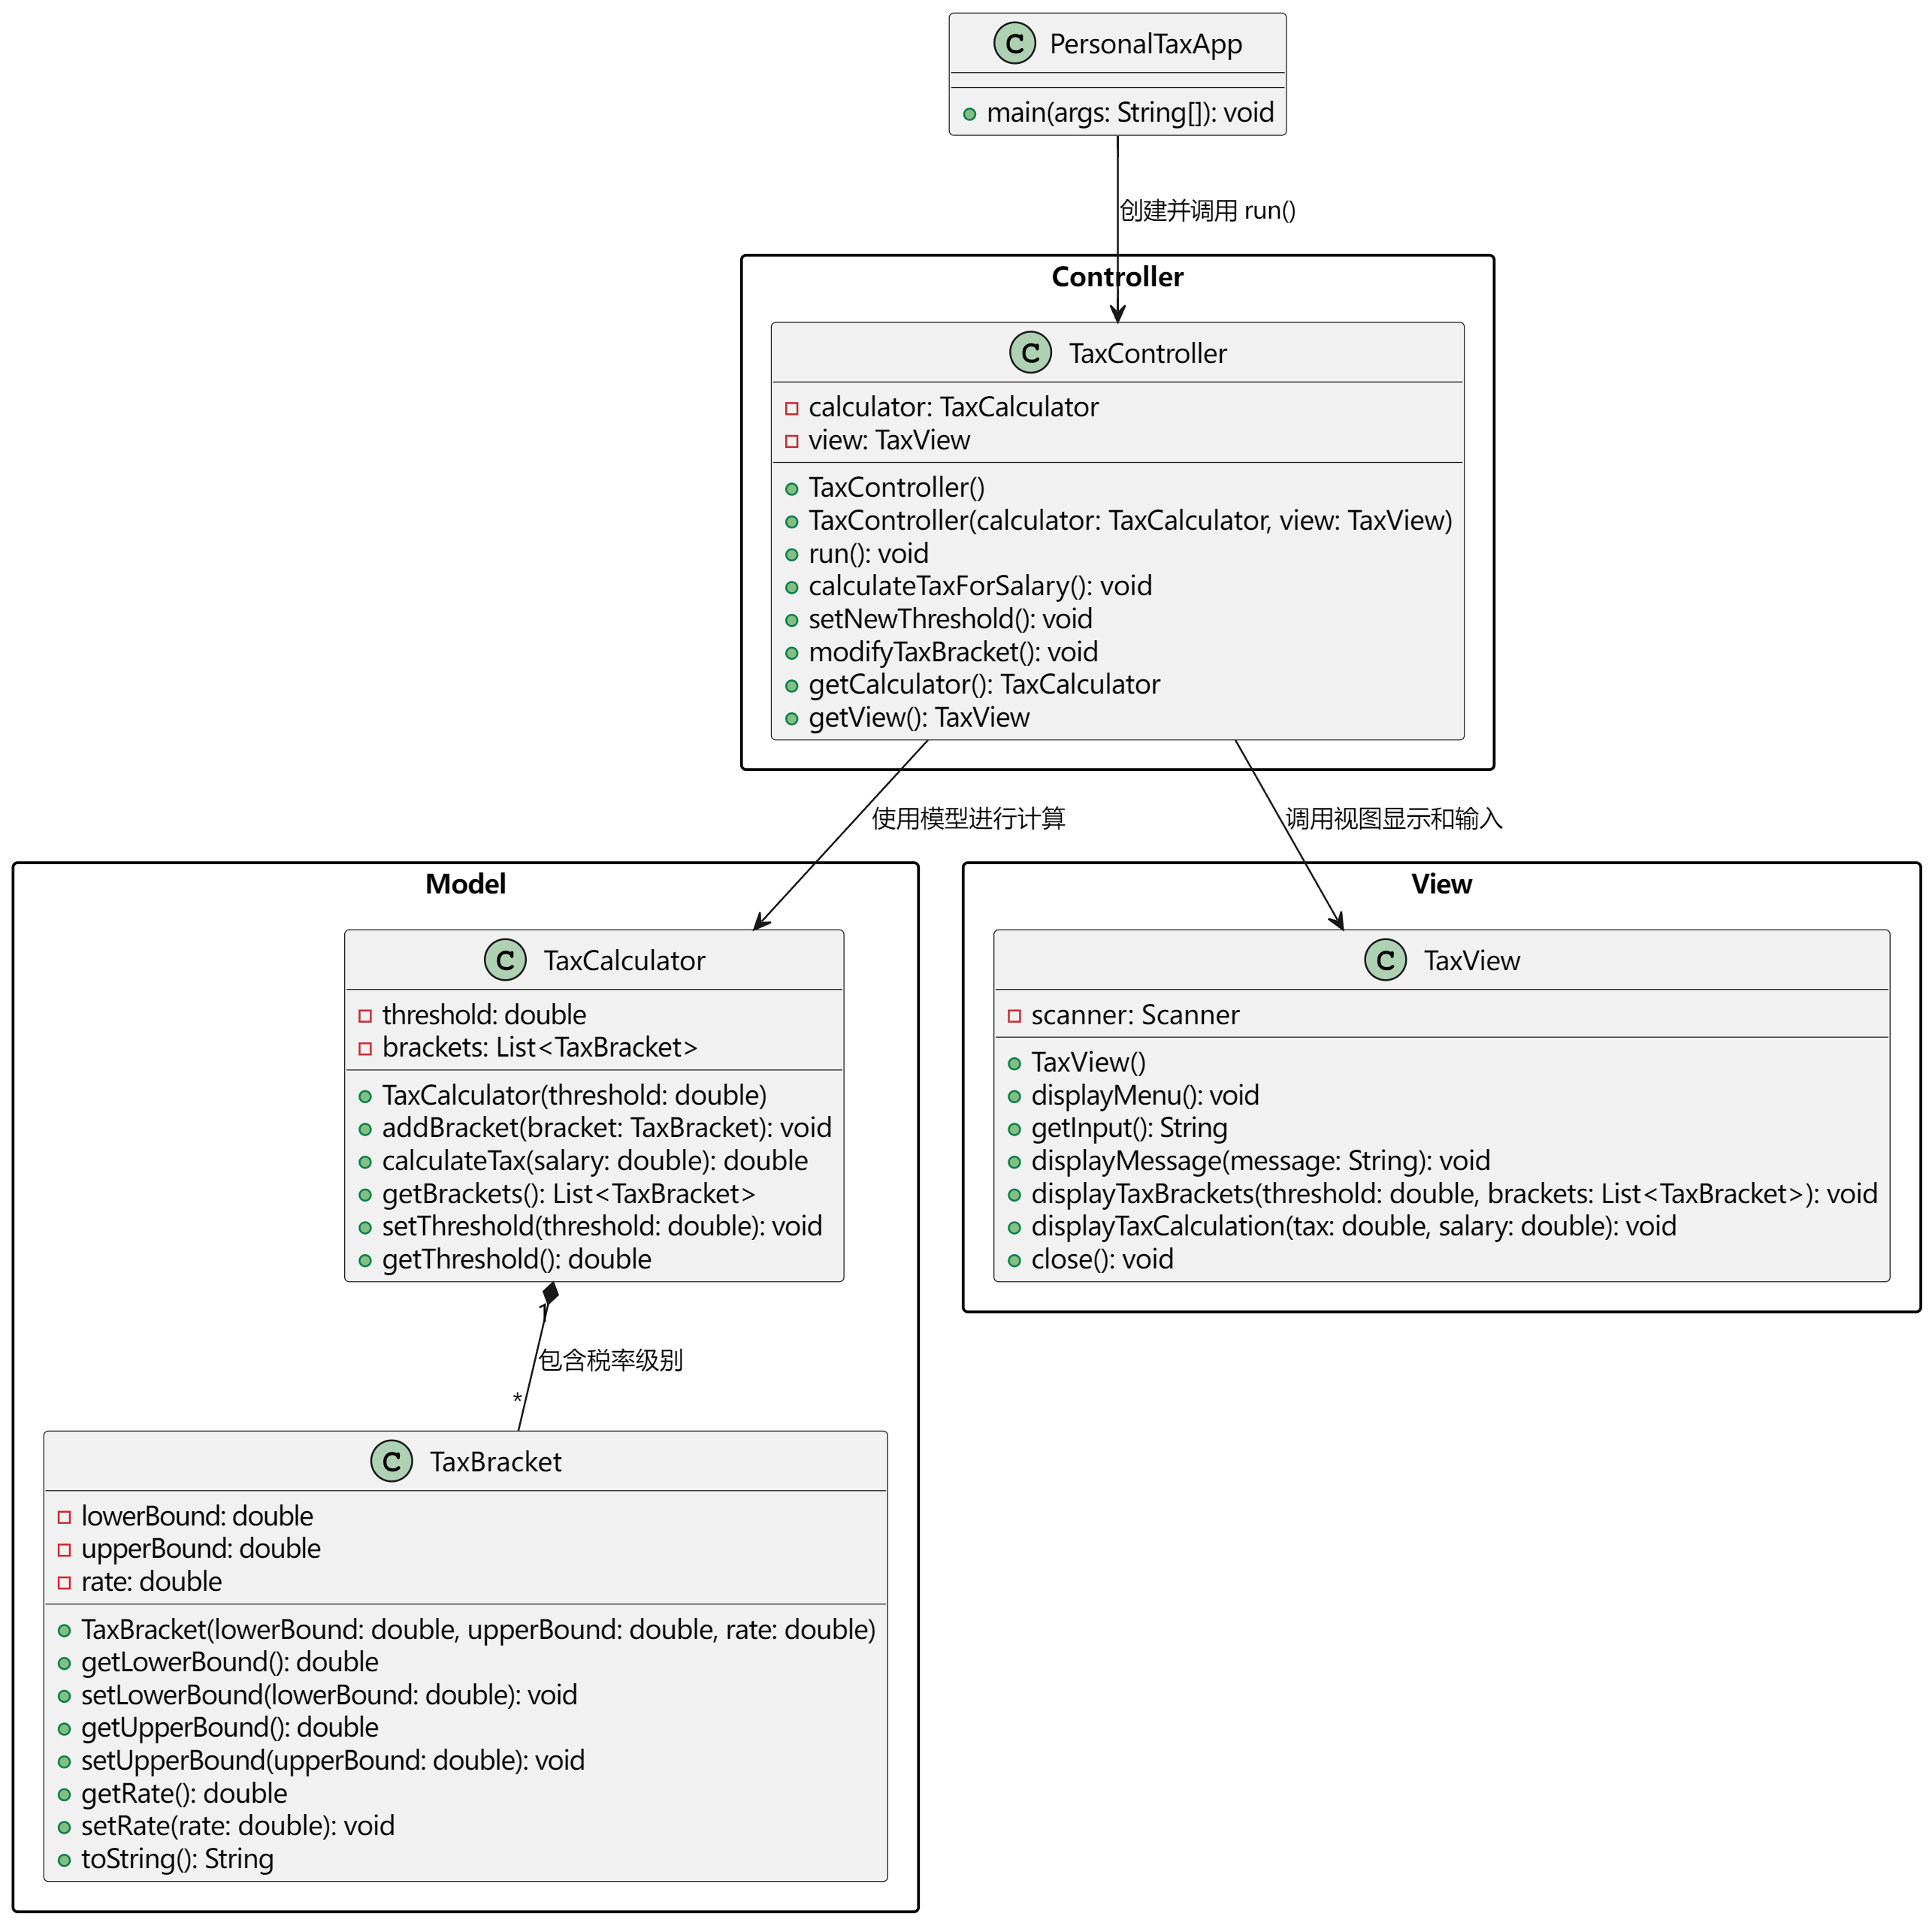 C PersonalTaxApp
main(args: String[]): void
创建并调用 run()
Controller
C TaxController
calculator: TaxCalculator
view: TaxView
TaxController()
TaxController(calculator: TaxCalculator, view: TaxView)
run(): void
calculateTaxForSalary(): void
setNewThreshold(): void
modifyTaxBracket(): void
getCalculator(): TaxCalculator
getView(): TaxView
使用模型进行计算
调用视图显示和输入
Model
C TaxCalculator
threshold: double
brackets: List<TaxBracket>
TaxCalculator(threshold: double)
addBracket(bracket: TaxBracket): void
calculateTax(salary: double): double
getBrackets(): List<TaxBracket>
setThreshold(threshold: double): void
getThreshold(): double
1
包含税率级别
*
C TaxBracket
lowerBound: double
upperBound: double
rate: double
TaxBracket(lowerBound: double, upperBound: double, rate: double)
getLowerBound(): double
setLowerBound(lowerBound: double): void
getUpperBound(): double
setUpperBound(upperBound: double): void
getRate(): double
setRate(rate: double): void
toString(): String
View
C TaxView
scanner: Scanner
TaxView()
displayMenu(): void
getInput(): String
displayMessage(message: String): void
displayTaxBrackets(threshold: double, brackets: List<TaxBracket>): void
displayTaxCalculation(tax: double, salary: double): void
close(): void